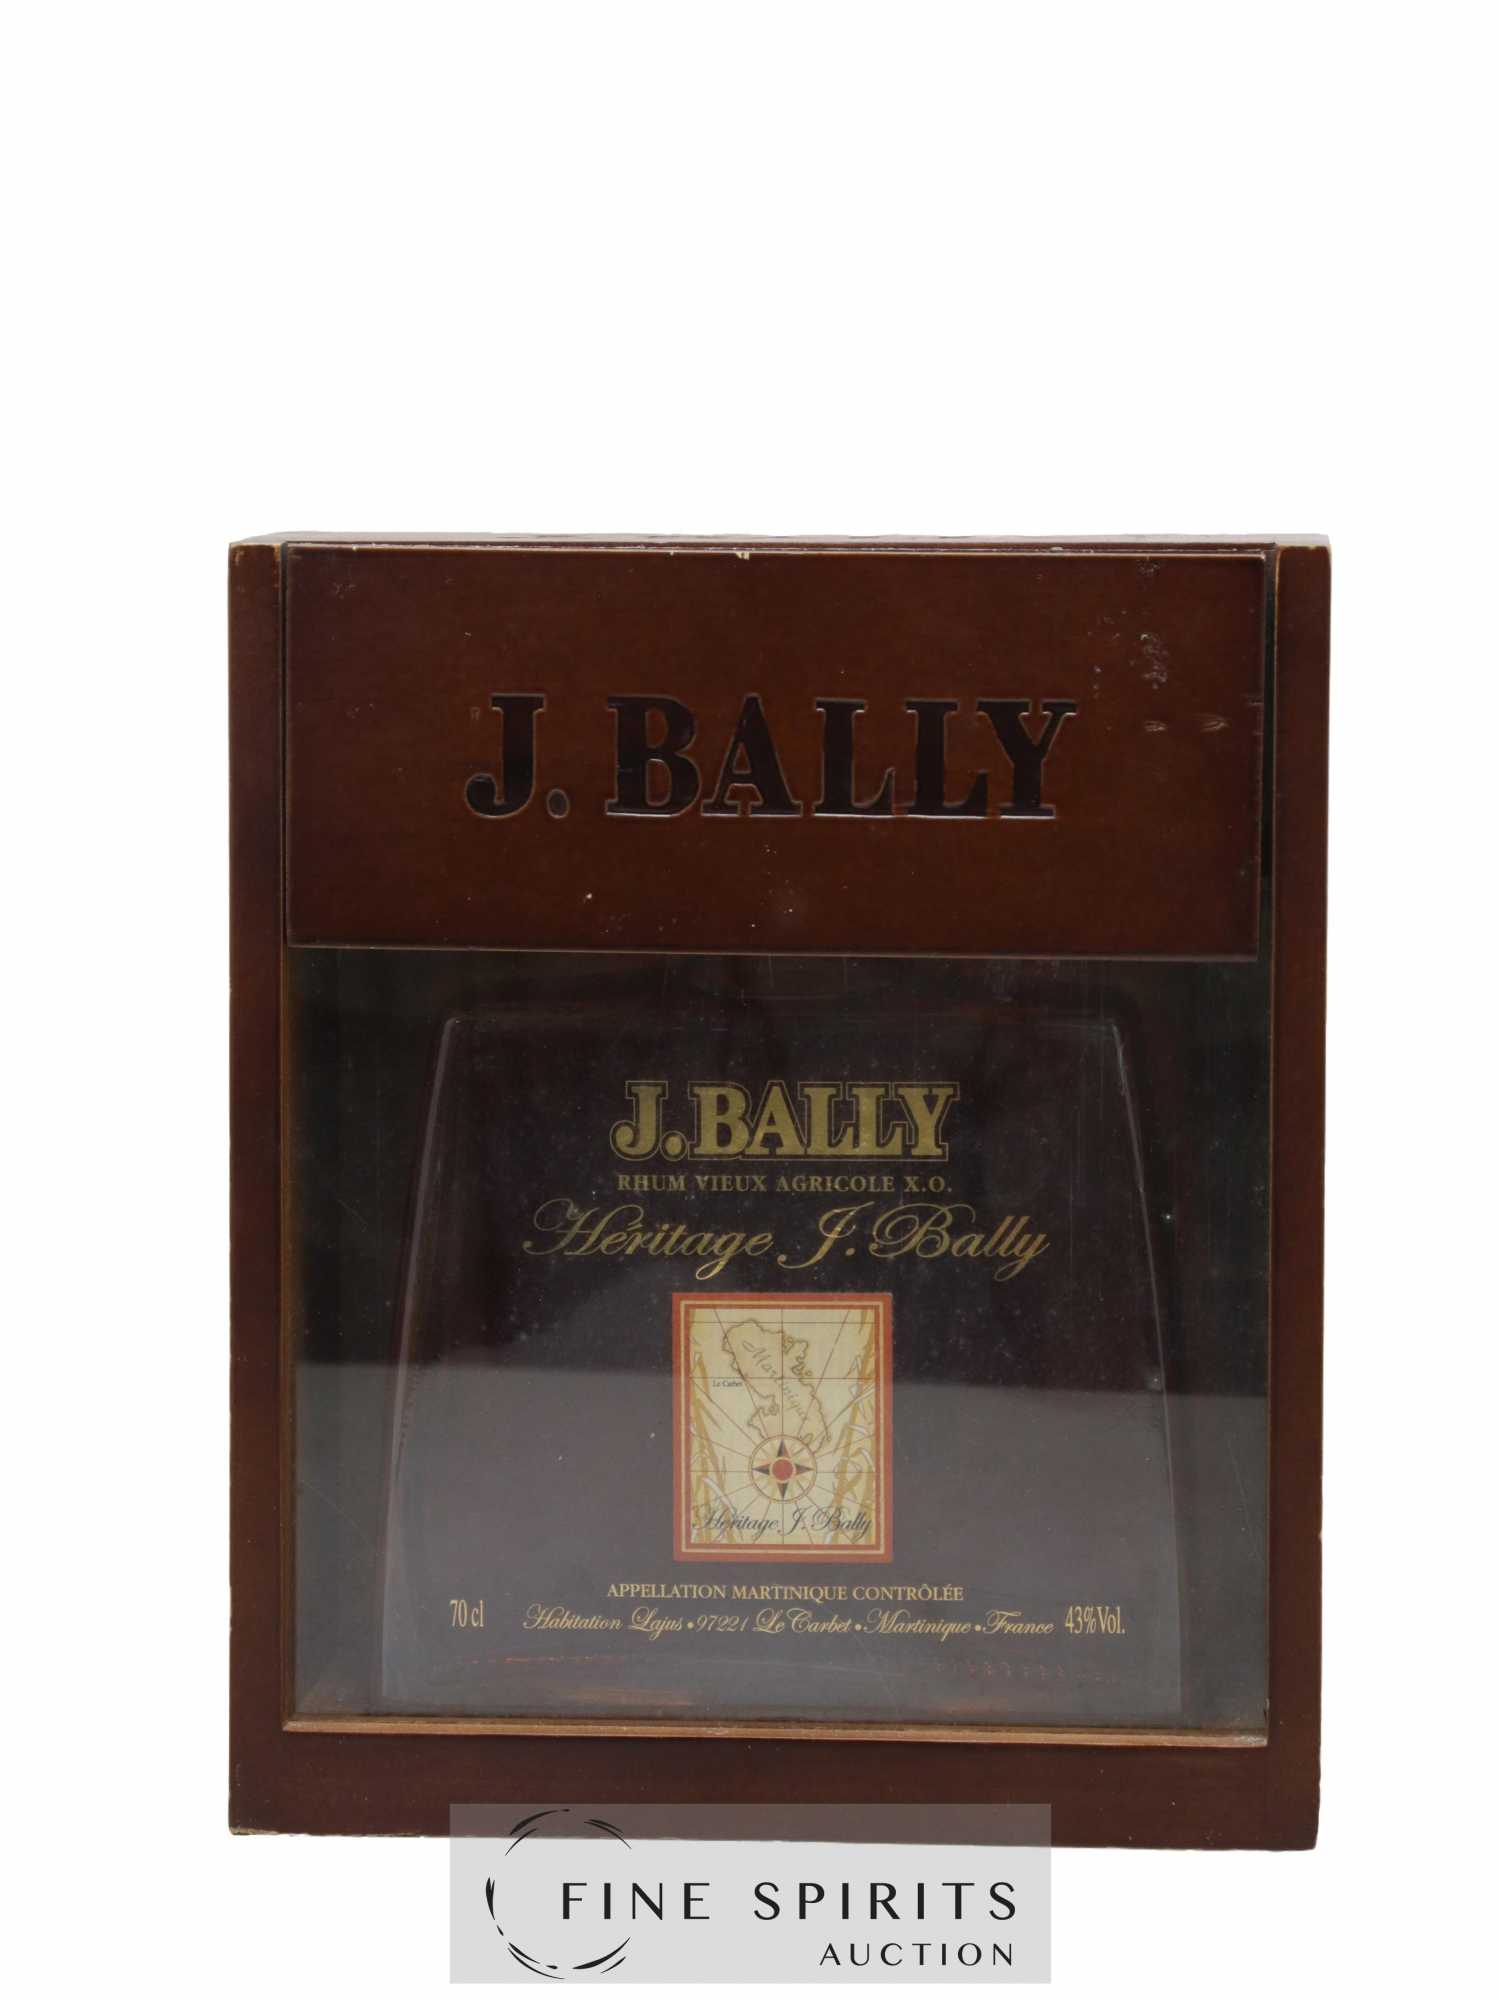 J. BALLY
J. BALLY
RHUM VIEUX AGRICOLE X.O.
Héritage J. Bally
Martinique
Le Carbet
Héritage J. Bally
APPELLATION MARTINIQUE CONTRÔLÉE
70 cl Habitation Lajus • 97221 Le Carbet • Martinique • France 43% Vol.
FINE SPIRITS
AUCTION